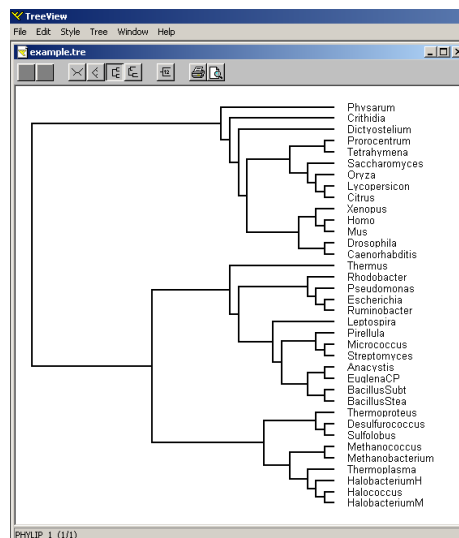 TreeView
File Edit Style Tree Window Help
example.tre
Physarum
Crithidia
Dictyostelium
Prorocentrum
Tetrahymena
Saccharomyces
Oryza
Lycopersicon
Citrus
Xenopus
Homo
Mus
Drosophila
Caenorhabditis
Thermus
Rhodobacter
Pseudomonas
Escherichia
Ruminobacter
Leptospira
Pirellula
Micrococcus
Streptomyces
Anacystis
EuglenaCP
BacillusSubt
BacillusStea
Thermoproteus
Desulfurococcus
Sulfolobus
Methanococcus
Methanobacterium
Thermoplasma
HalobacteriumH
Halococcus
HalobacteriumM
PHYLIP 1 (1/1)